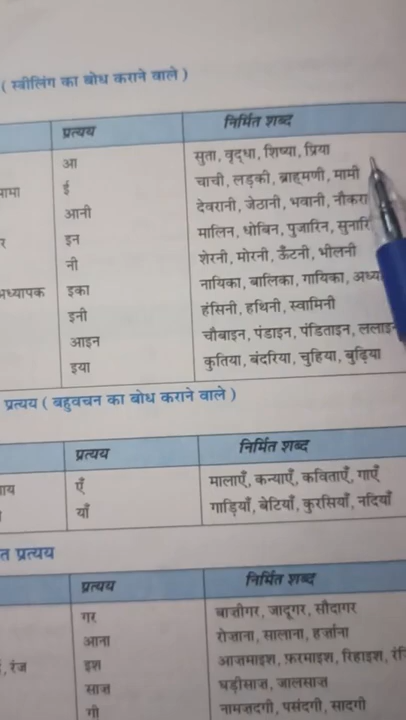 ( स्त्रीलिंग का बोध कराने वाले )
प्रत्यय निर्मित शब्द
आ सुता, वृद्धा, शिष्या, प्रिया
ई चाची, लड़की, ब्राह्मणी, मामी
आनी देवरानी, जेठानी, भवानी, नौकरा
इन मालिन, धोबिन, पुजारिन, सुनारि
नी शेरनी, मोरनी, ऊँटनी, भीलनी
ध्यापक इका नायिका, बालिका, गायिका, अध्य
इनी हंसिनी, हथिनी, स्वामिनी
आइन चौबाइन, पंडाइन, पंडिताइन, ललाइन
इया कुतिया, बंदरिया, चुहिया, बुढ़िया
प्रत्यय ( बहुवचन का बोध कराने वाले )
प्रत्यय निर्मित शब्द
एँ मालाएँ, कन्याएँ, कविताएँ, गाएँ
याँ गाड़ियाँ, बेटियाँ, कुरसियाँ, नदियाँ
त प्रत्यय
प्रत्यय निर्मित शब्द
गर बाज़ीगर, जादूगर, सौदागर
आना रोज़ाना, सालाना, हर्जाना
रंज इश आज़माइश, फ़रमाइश, रिहाइश, रं
साज़ घड़ीसाज़, जालसाज़
गी नामज़दगी, पसंदगी, सादगी